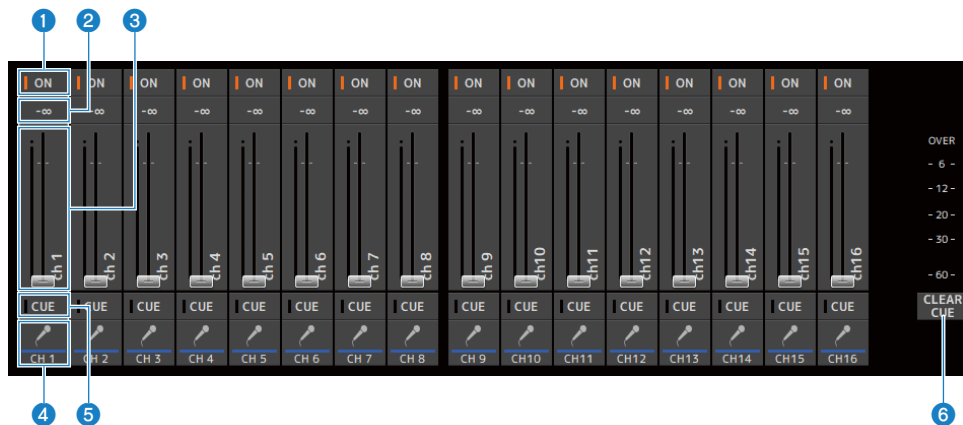 1 2 3
ON ON ON ON ON ON ON ON ON ON ON ON ON ON ON ON
-∞ -∞ -∞ -∞ -∞ -∞ -∞ -∞ -∞ -∞ -∞ -∞ -∞ -∞ -∞ -∞
ch 1 ch 2 ch 3 ch 4 ch 5 ch 6 ch 7 ch 8 ch 9 ch10 ch11 ch12 ch13 ch14 ch15 ch16
OVER
- 6 -
- 12 -
- 20 -
- 30 -
- 60 -
CUE CUE CUE CUE CUE CUE CUE CUE CUE CUE CUE CUE CUE CUE CUE CUE
CLEAR
CUE
CH 1 CH 2 CH 3 CH 4 CH 5 CH 6 CH 7 CH 8 CH 9 CH10 CH11 CH12 CH13 CH14 CH15 CH16
4 5 6